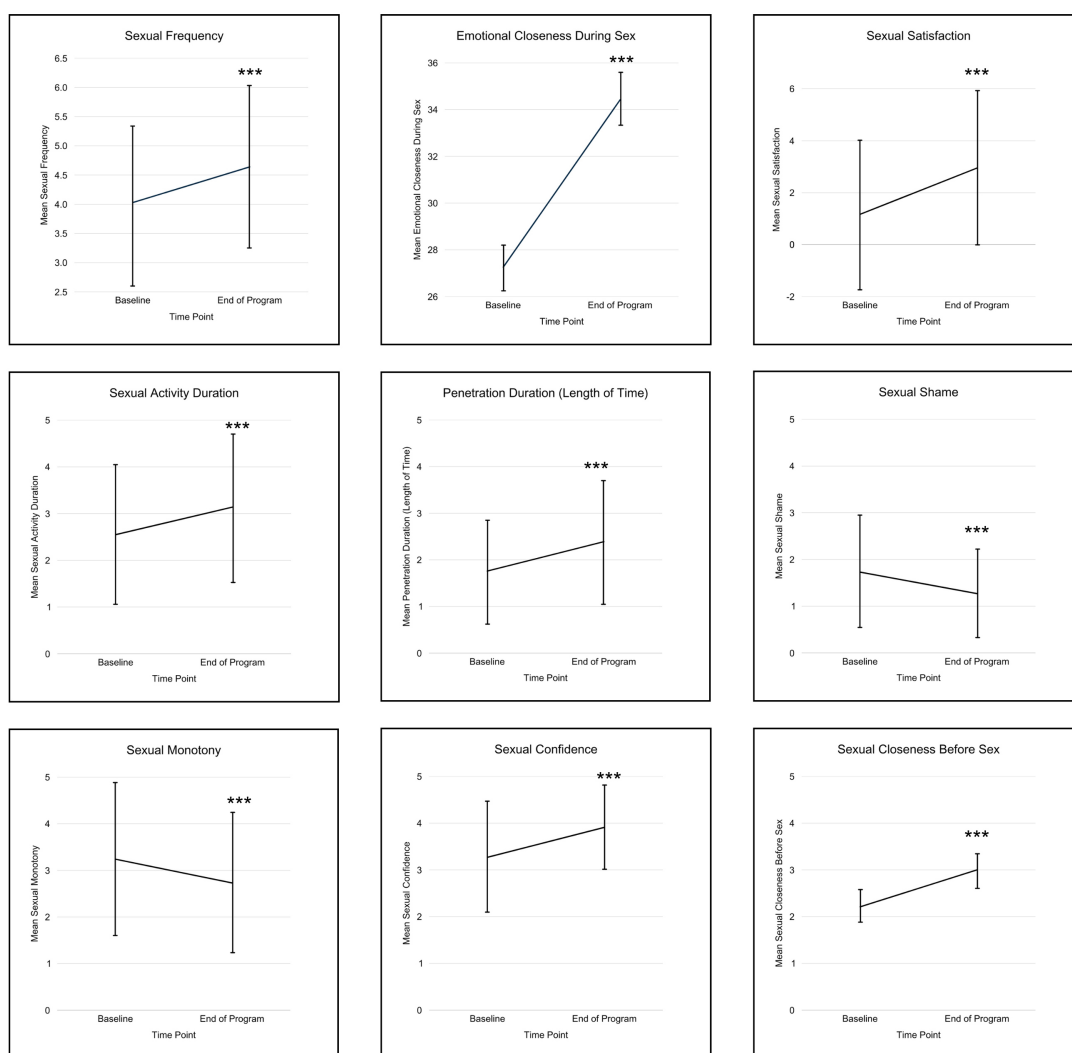 Sexual Frequency
***
6.5
6.0
5.5
5.0
4.5
4.0
3.5
3.0
2.5
Mean Sexual Frequency
Baseline
End of Program
Time Point
Emotional Closeness During Sex
***
36
34
32
30
28
26
Mean Emotional Closeness During Sex
Baseline
End of Program
Time Point
Sexual Satisfaction
***
6
4
2
0
-2
Mean Sexual Satisfaction
Baseline
End of Program
Time Point
Sexual Activity Duration
***
5
4
3
2
1
0
Mean Sexual Activity Duration
Baseline
End of Program
Time Point
Penetration Duration (Length of Time)
***
5
4
3
2
1
0
Mean Penetration Duration (Length of Time)
Baseline
End of Program
Time Point
Sexual Shame
***
5
4
3
2
1
0
Mean Sexual Shame
Baseline
End of Program
Time Point
Sexual Monotony
***
5
4
3
2
1
0
Mean Sexual Monotony
Baseline
End of Program
Time Point
Sexual Confidence
***
5
4
3
2
1
0
Mean Sexual Confidence
Baseline
End of Program
Time Point
Sexual Closeness Before Sex
***
5
4
3
2
1
0
Mean Sexual Closeness Before Sex
Baseline
End of Program
Time Point